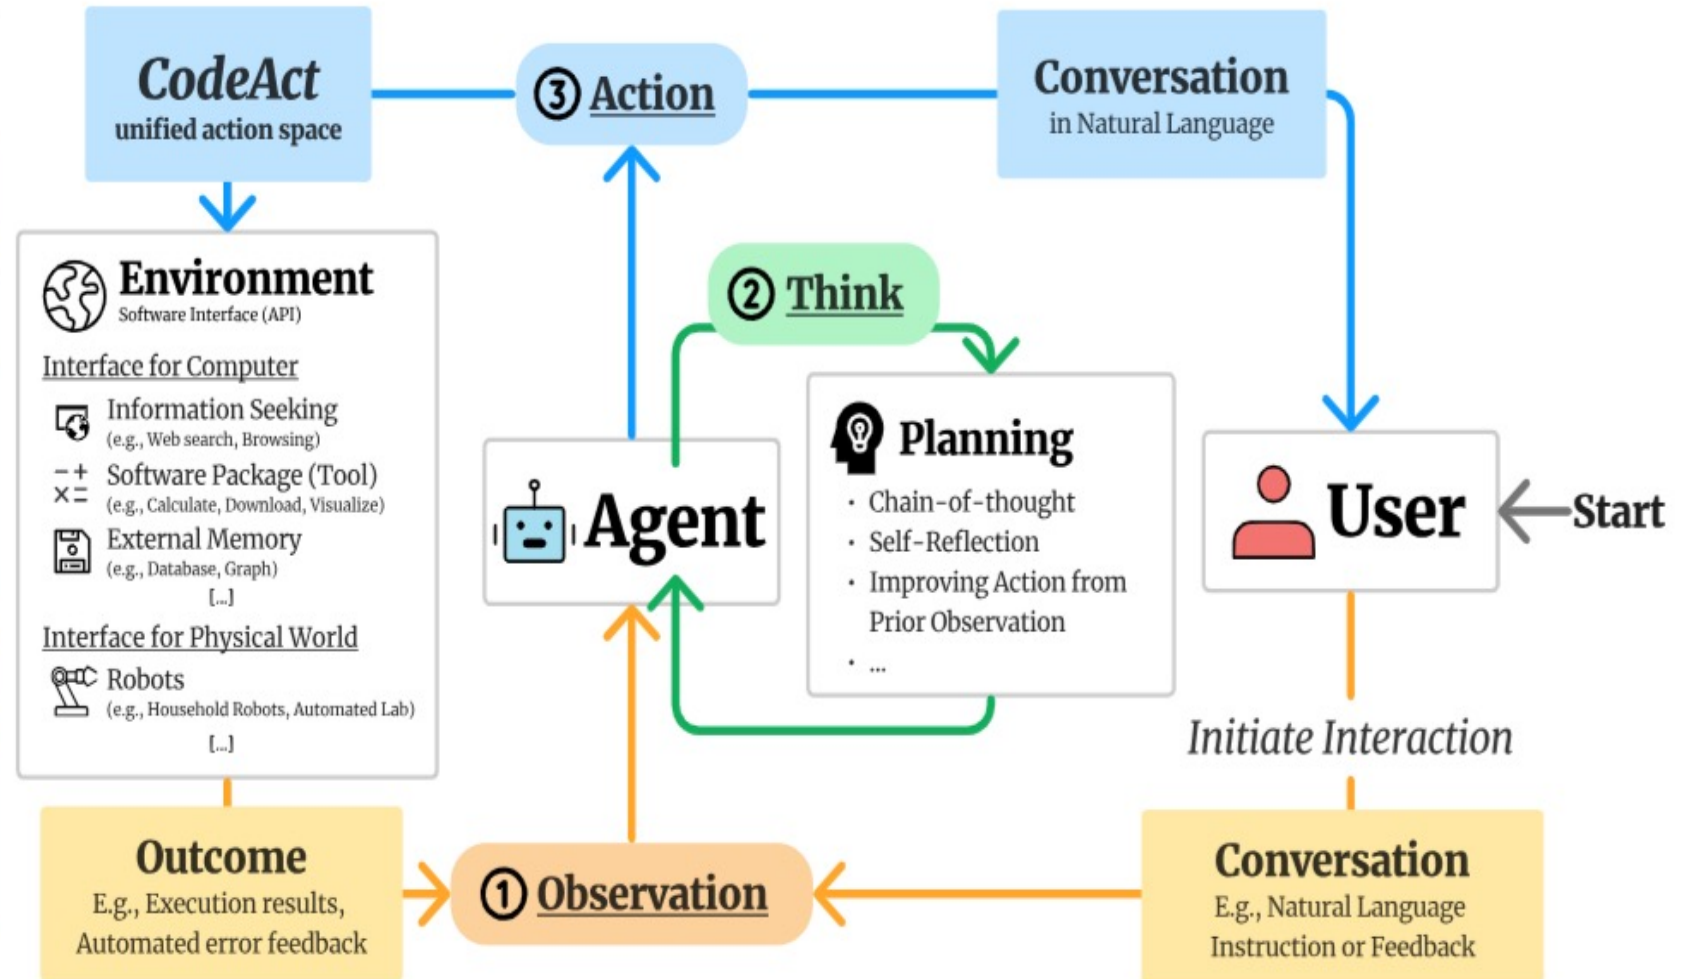 CodeAct
unified action space
③ Action
Conversation
in Natural Language
Environment
Software Interface (API)
Interface for Computer
Information Seeking
(e.g., Web search, Browsing)
Software Package (Tool)
(e.g., Calculate, Download, Visualize)
External Memory
(e.g., Database, Graph)
[...]
Interface for Physical World
Robots
(e.g., Household Robots, Automated Lab)
[...]
② Think
Agent
Planning
· Chain-of-thought
· Self-Reflection
· Improving Action from
Prior Observation
· ...
User
Start
Initiate Interaction
Outcome
E.g., Execution results,
Automated error feedback
① Observation
Conversation
E.g., Natural Language
Instruction or Feedback